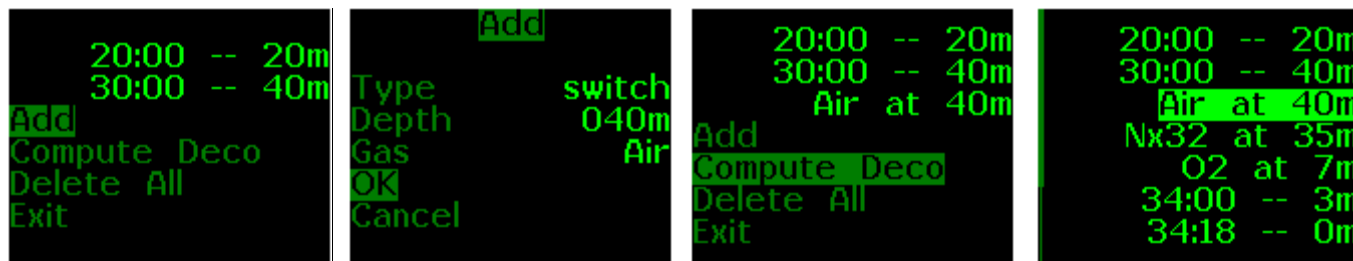 20:00 -- 20m
30:00 -- 40m
Add
Compute Deco
Delete All
Exit
Add
Type switch
Depth 040m
Gas Air
OK
Cancel
20:00 -- 20m
30:00 -- 40m
Air at 40m
Add
Compute Deco
Delete All
Exit
20:00 -- 20m
30:00 -- 40m
Air at 40m
Nx32 at 35m
O2 at 7m
34:00 -- 3m
34:18 -- 0m